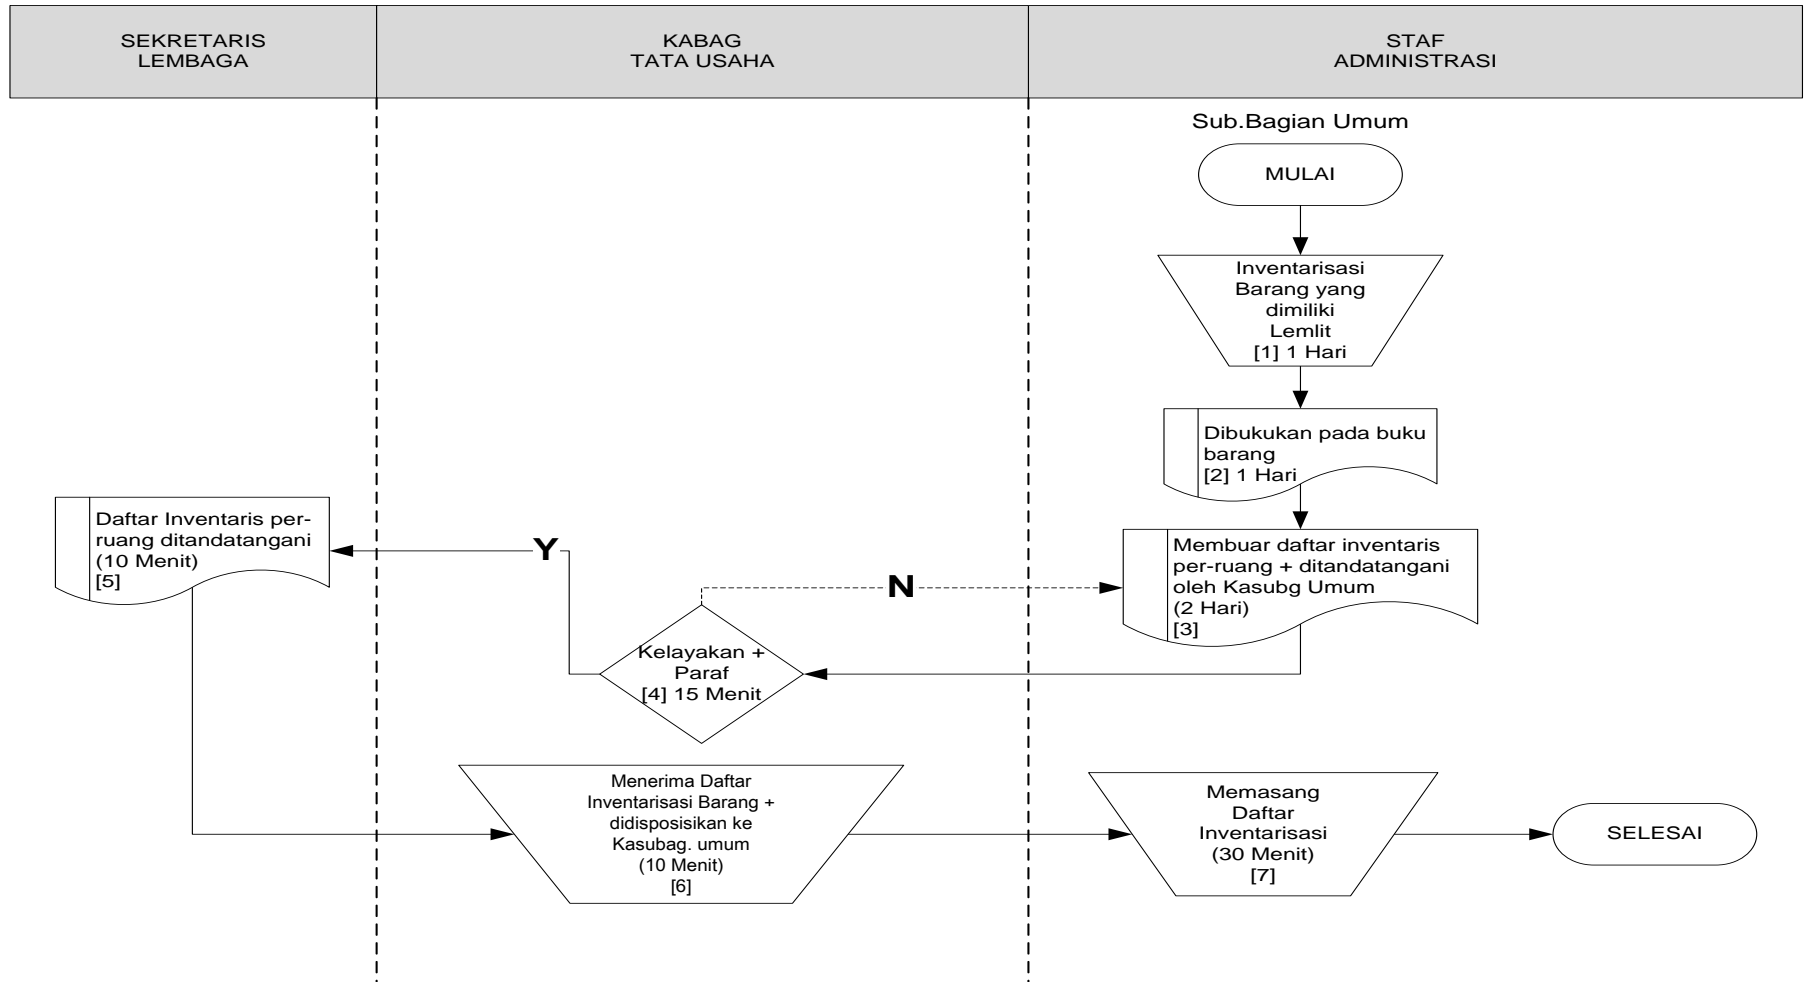 SEKRETARIS
LEMBAGA
KABAG
TATA USAHA
STAF
ADMINISTRASI
Sub.Bagian Umum
MULAI
Inventarisasi
Barang yang
dimiliki
Lemlit
[1] 1 Hari
Dibukukan pada buku
barang
[2] 1 Hari
Membuar daftar inventaris
per-ruang + ditandatangani
oleh Kasubg Umum
(2 Hari)
[3]
N
Kelayakan +
Paraf
[4] 15 Menit
Y
Daftar Inventaris per-
ruang ditandatangani
(10 Menit)
[5]
Menerima Daftar
Inventarisasi Barang +
didisposisikan ke
Kasubag. umum
(10 Menit)
[6]
Memasang
Daftar
Inventarisasi
(30 Menit)
[7]
SELESAI